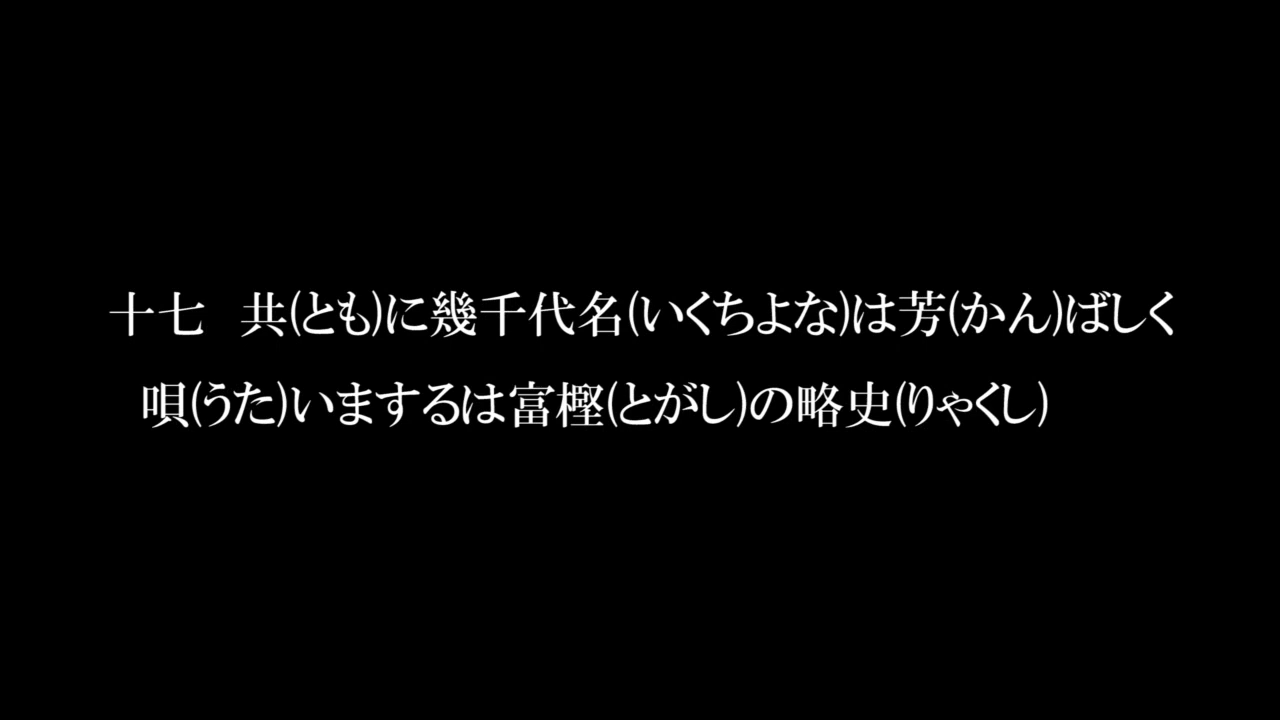 十七　共(とも)に幾千代名(いくちよな)は芳(かん)ばしく
唄(うた)いまするは富樫(とがし)の略史(りゃくし)